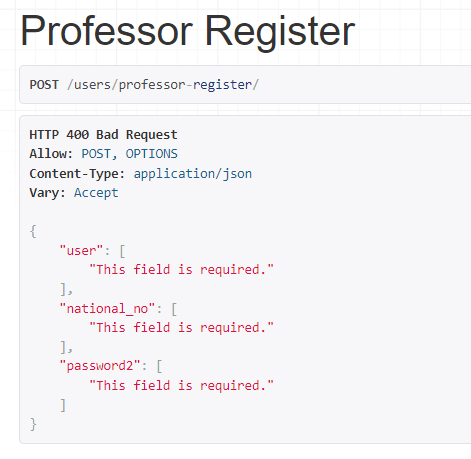 Professor Register
POST /users/professor-register/
HTTP 400 Bad Request
Allow: POST, OPTIONS
Content-Type: application/json
Vary: Accept
{
"user": [
"This field is required."
],
"national_no": [
"This field is required."
],
"password2": [
"This field is required."
]
}